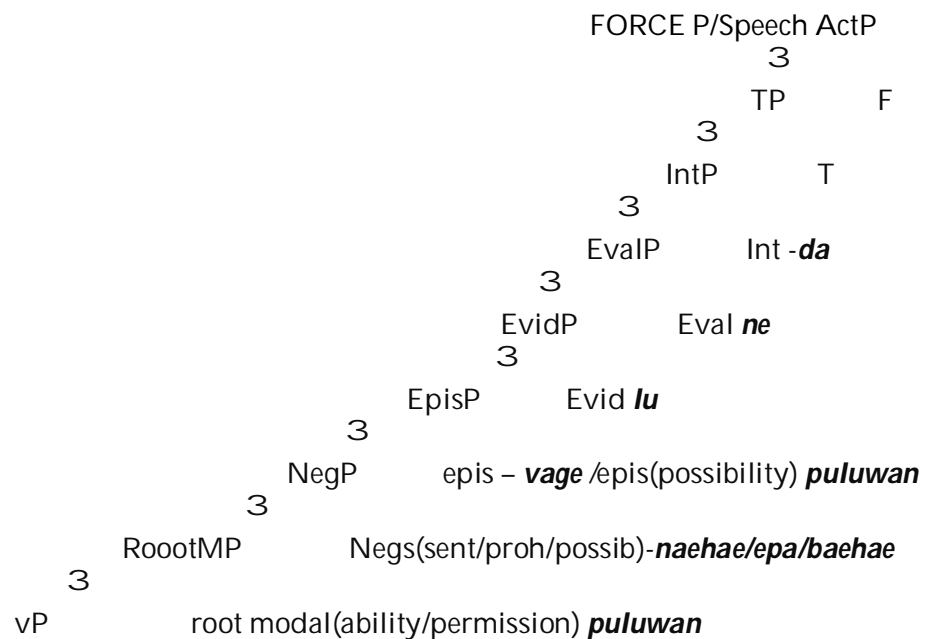 FORCE P/Speech ActP
3
TP F
3
IntP T
3
EvalP Int -da
3
EvidP Eval ne
3
EpisP Evid lu
3
NegP epis – vage /epis(possibility) puluwan
3
RoootMP Negs(sent/proh/possib)-naehae/epa/baehae
3
vP root modal(ability/permission) puluwan